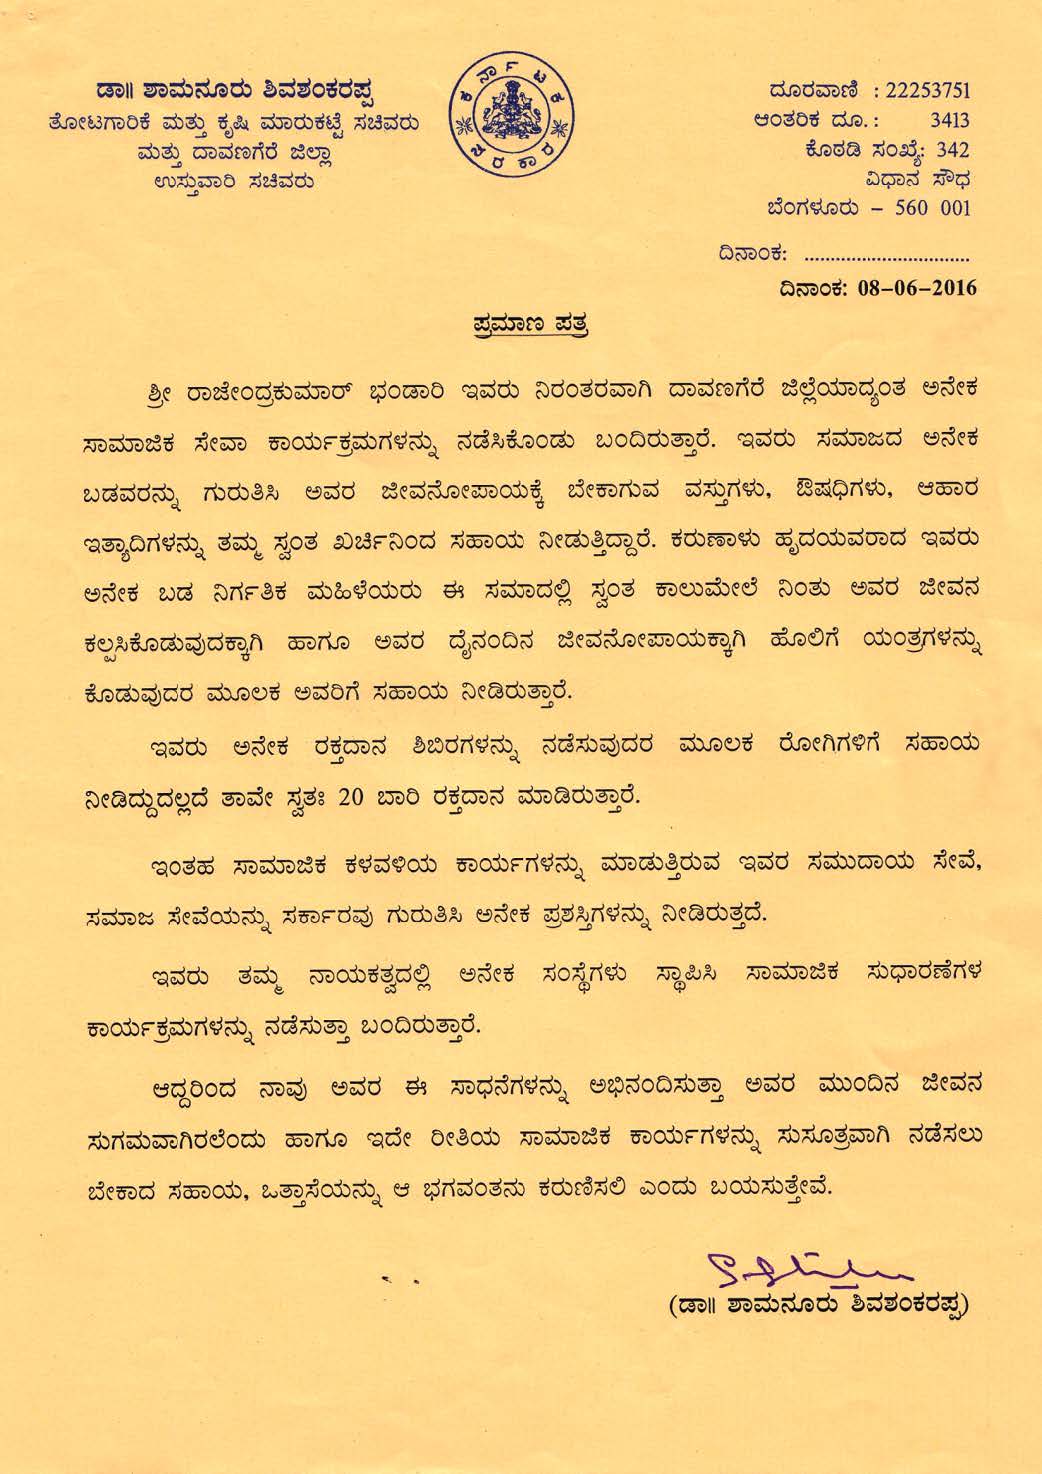 ಡಾ॥ ಶಾಮನೂರು ಶಿವಶಂಕರಪ್ಪ
ತೋಟಗಾರಿಕೆ ಮತ್ತು ಕೃಷಿ ಮಾರುಕಟ್ಟೆ ಸಚಿವರು
ಮತ್ತು ದಾವಣಗೆರೆ ಜಿಲ್ಲಾ
ಉಸ್ತುವಾರಿ ಸಚಿವರು
ಕರ್ನಾಟಕ
ಸರಕಾರ
ದೂರವಾಣಿ : 22253751
ಆಂತರಿಕ ದೂ. : 3413
ಕೊಠಡಿ ಸಂಖ್ಯೆ: 342
ವಿಧಾನ ಸೌಧ
ಬೆಂಗಳೂರು – 560 001
ದಿನಾಂಕ: ................................
ದಿನಾಂಕ: 08-06-2016
ಪ್ರಮಾಣ ಪತ್ರ
ಶ್ರೀ ರಾಜೇಂದ್ರಕುಮಾರ್ ಭಂಡಾರಿ ಇವರು ನಿರಂತರವಾಗಿ ದಾವಣಗೆರೆ ಜಿಲ್ಲೆಯಾದ್ಯಂತ ಅನೇಕ
ಸಾಮಾಜಿಕ ಸೇವಾ ಕಾರ್ಯಕ್ರಮಗಳನ್ನು ನಡೆಸಿಕೊಂಡು ಬಂದಿರುತ್ತಾರೆ. ಇವರು ಸಮಾಜದ ಅನೇಕ
ಬಡವರನ್ನು ಗುರುತಿಸಿ ಅವರ ಜೀವನೋಪಾಯಕ್ಕೆ ಬೇಕಾಗುವ ವಸ್ತುಗಳು, ಔಷಧಿಗಳು, ಆಹಾರ
ಇತ್ಯಾದಿಗಳನ್ನು ತಮ್ಮ ಸ್ವಂತ ಖರ್ಚಿನಿಂದ ಸಹಾಯ ನೀಡುತ್ತಿದ್ದಾರೆ. ಕರುಣಾಳು ಹೃದಯವರಾದ ಇವರು
ಅನೇಕ ಬಡ ನಿರ್ಗತಿಕ ಮಹಿಳೆಯರು ಈ ಸಮಾದಲ್ಲಿ ಸ್ವಂತ ಕಾಲುಮೇಲೆ ನಿಂತು ಅವರ ಜೀವನ
ಕಲ್ಪಸಿಕೊಡುವುದಕ್ಕಾಗಿ ಹಾಗೂ ಅವರ ದೈನಂದಿನ ಜೀವನೋಪಾಯಕ್ಕಾಗಿ ಹೊಲಿಗೆ ಯಂತ್ರಗಳನ್ನು
ಕೊಡುವುದರ ಮೂಲಕ ಅವರಿಗೆ ಸಹಾಯ ನೀಡಿರುತ್ತಾರೆ.
ಇವರು ಅನೇಕ ರಕ್ತದಾನ ಶಿಬಿರಗಳನ್ನು ನಡೆಸುವುದರ ಮೂಲಕ ರೋಗಿಗಳಿಗೆ ಸಹಾಯ
ನೀಡಿದ್ದುದಲ್ಲದೆ ತಾವೇ ಸ್ವತಃ 20 ಬಾರಿ ರಕ್ತದಾನ ಮಾಡಿರುತ್ತಾರೆ.
ಇಂತಹ ಸಾಮಾಜಿಕ ಕಳವಳಿಯ ಕಾರ್ಯಗಳನ್ನು ಮಾಡುತ್ತಿರುವ ಇವರ ಸಮುದಾಯ ಸೇವೆ,
ಸಮಾಜ ಸೇವೆಯನ್ನು ಸರ್ಕಾರವು ಗುರುತಿಸಿ ಅನೇಕ ಪ್ರಶಸ್ತಿಗಳನ್ನು ನೀಡಿರುತ್ತದೆ.
ಇವರು ತಮ್ಮ ನಾಯಕತ್ವದಲ್ಲಿ ಅನೇಕ ಸಂಸ್ಥೆಗಳು ಸ್ಥಾಪಿಸಿ ಸಾಮಾಜಿಕ ಸುಧಾರಣೆಗಳ
ಕಾರ್ಯಕ್ರಮಗಳನ್ನು ನಡೆಸುತ್ತಾ ಬಂದಿರುತ್ತಾರೆ.
ಆದ್ದರಿಂದ ನಾವು ಅವರ ಈ ಸಾಧನೆಗಳನ್ನು ಅಭಿನಂದಿಸುತ್ತಾ ಅವರ ಮುಂದಿನ ಜೀವನ
ಸುಗಮವಾಗಿರಲೆಂದು ಹಾಗೂ ಇದೇ ರೀತಿಯ ಸಾಮಾಜಿಕ ಕಾರ್ಯಗಳನ್ನು ಸುಸೂತ್ರವಾಗಿ ನಡೆಸಲು
ಬೇಕಾದ ಸಹಾಯ, ಒತ್ತಾಸೆಯನ್ನು ಆ ಭಗವಂತನು ಕರುಣಿಸಲಿ ಎಂದು ಬಯಸುತ್ತೇವೆ.
(ಡಾ॥ ಶಾಮನೂರು ಶಿವಶಂಕರಪ್ಪ)